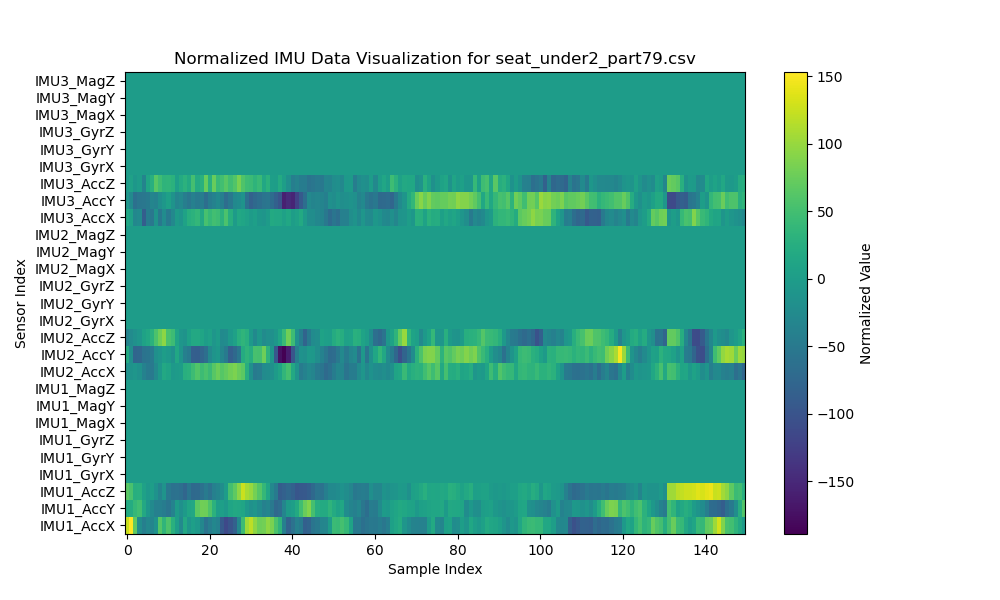 Normalized IMU Data Visualization for seat_under2_part79.csv
IMU3_MagZ
IMU3_MagY
IMU3_MagX
IMU3_GyrZ
IMU3_GyrY
IMU3_GyrX
IMU3_AccZ
IMU3_AccY
IMU3_AccX
IMU2_MagZ
IMU2_MagY
IMU2_MagX
IMU2_GyrZ
IMU2_GyrY
IMU2_GyrX
IMU2_AccZ
IMU2_AccY
IMU2_AccX
IMU1_MagZ
IMU1_MagY
IMU1_MagX
IMU1_GyrZ
IMU1_GyrY
IMU1_GyrX
IMU1_AccZ
IMU1_AccY
IMU1_AccX
Sensor Index
0 20 40 60 80 100 120 140
Sample Index
150
100
50
0
−50
−100
−150
Normalized Value